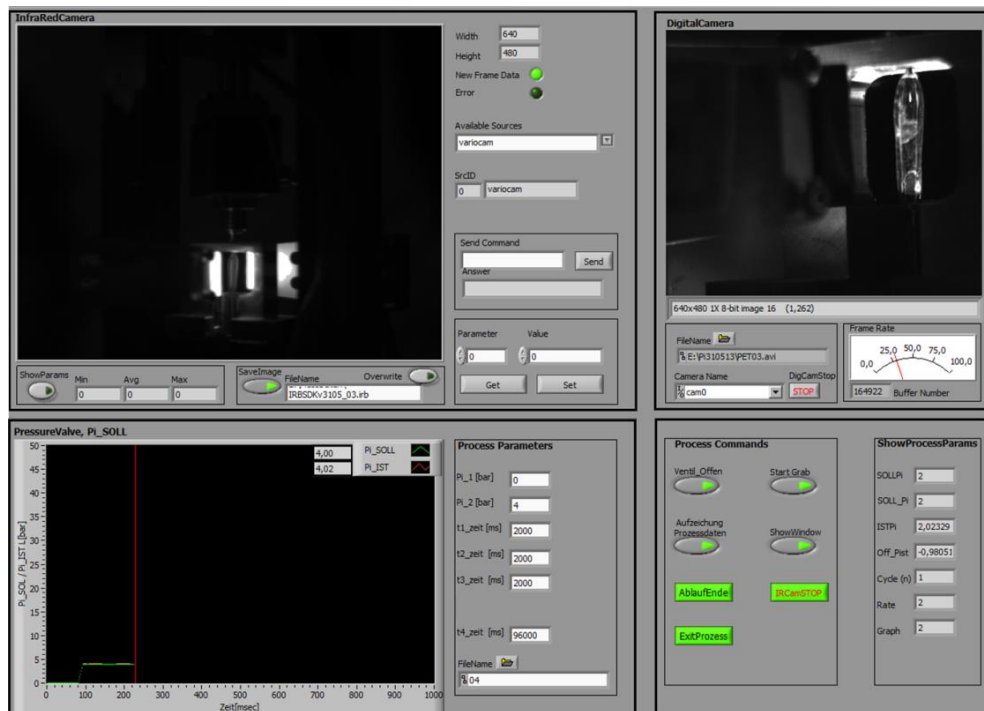 InfraRedCamera
Width 640
Height 480
New Frame Data
Error
Available Sources
variocam
SrcID
0 variocam
Send Command
Send
Answer
Parameter Value
0 0
Get Set
ShowParams Min Avg Max
0 0 0
SaveImage FileName Overwrite
IRBSDKv3105_03.irb
DigitalCamera
640x480 1X 8-bit image 16 (1,262)
FileName
E:\Pi310513\PET03.avi
Camera Name DigCamStop
cam0 STOP
Frame Rate
0,0 25,0 50,0 75,0 100,0
164922 Buffer Number
PressureValve, Pi_SOLL
4,00 Pi_SOLL
4,02 Pi_IST
Pi_SOL / Pi_IST L[bar]
50
45
40
35
30
25
20
15
10
5
0
0 100 200 300 400 500 600 700 800 900 1000
Zeit[msec]
Process Parameters
Pi_1 [bar] 0
Pi_2 [bar] 4
t1_zeit [ms] 2000
t2_zeit [ms] 2000
t3_zeit [ms] 2000
t4_zeit [ms] 96000
FileName
04
Process Commands
Ventil_Offen Start Grab
Aufzeichung
Prozessdaten ShowWindow
AblaufEnde IRCamSTOP
ExitProzess
ShowProcessParams
SOLLPi 2
SOLL_Pi 2
ISTPi 2,02329
Off_Pist -0,98051
Cycle (n) 1
Rate 2
Graph 2